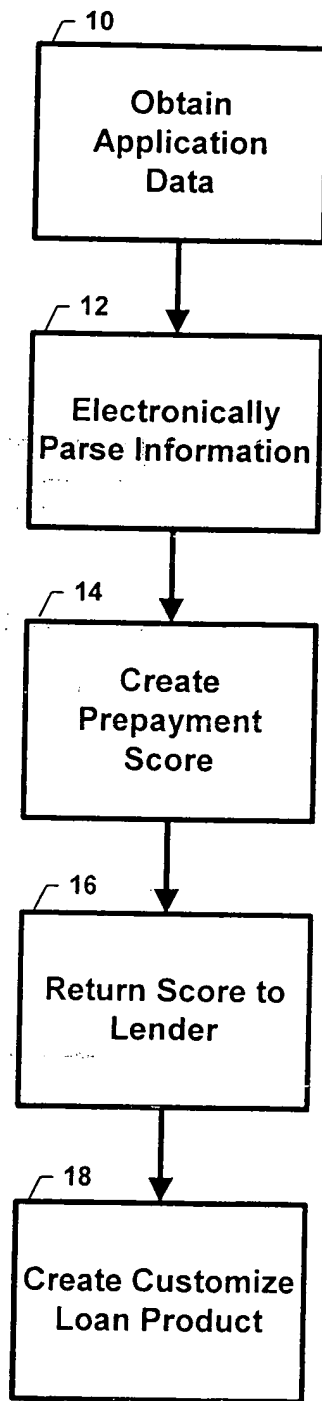 10
Obtain
Application
Data
12
Electronically
Parse Information
14
Create
Prepayment
Score
16
Return Score to
Lender
18
Create Customize
Loan Product